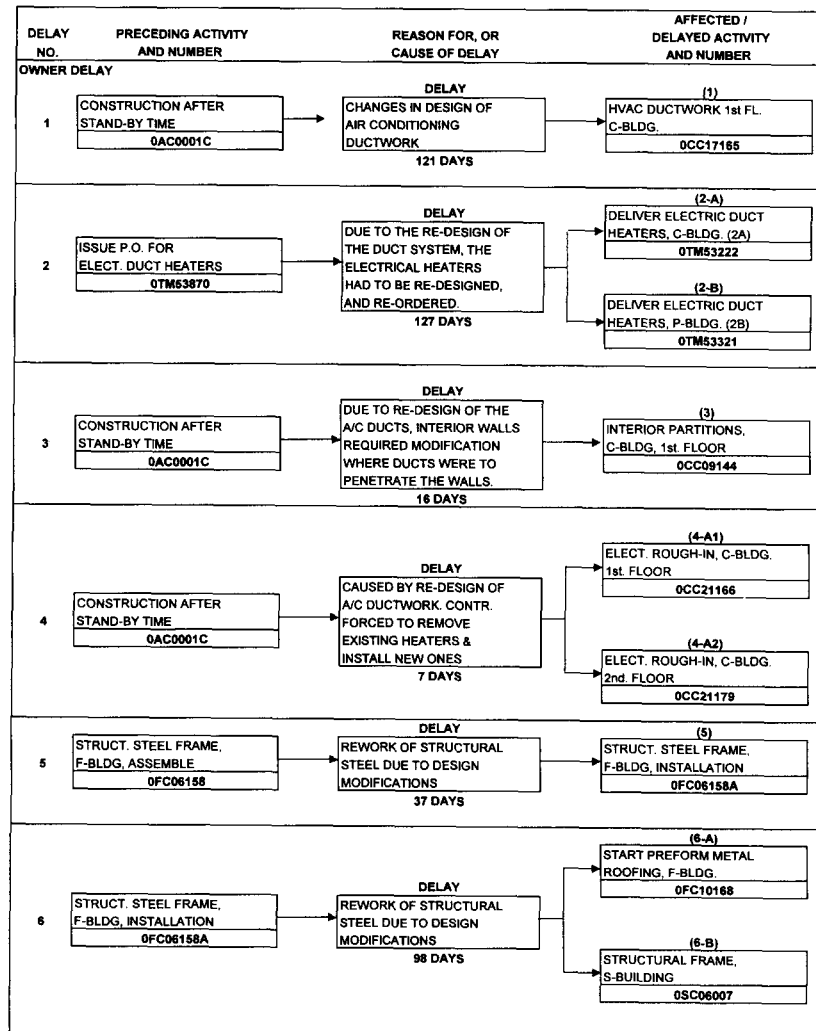 DELAY NO.
PRECEDING ACTIVITY AND NUMBER
REASON FOR, OR CAUSE OF DELAY
AFFECTED / DELAYED ACTIVITY AND NUMBER
OWNER DELAY
1
CONSTRUCTION AFTER
STAND-BY TIME
0AC0001C
DELAY
CHANGES IN DESIGN OF
AIR CONDITIONING
DUCTWORK
121 DAYS
(1)
HVAC DUCTWORK 1st FL.
C-BLDG.
0CC17165
2
ISSUE P.O. FOR
ELECT. DUCT HEATERS
0TM53870
DELAY
DUE TO THE RE-DESIGN OF
THE DUCT SYSTEM, THE
ELECTRICAL HEATERS
HAD TO BE RE-DESIGNED,
AND RE-ORDERED.
127 DAYS
(2-A)
DELIVER ELECTRIC DUCT
HEATERS, C-BLDG. (2A)
0TM53222
(2-B)
DELIVER ELECTRIC DUCT
HEATERS, P-BLDG. (2B)
0TM53321
3
CONSTRUCTION AFTER
STAND-BY TIME
0AC0001C
DELAY
DUE TO RE-DESIGN OF THE
A/C DUCTS, INTERIOR WALLS
REQUIRED MODIFICATION
WHERE DUCTS WERE TO
PENETRATE THE WALLS.
16 DAYS
(3)
INTERIOR PARTITIONS,
C-BLDG, 1st. FLOOR
0CC09144
4
CONSTRUCTION AFTER
STAND-BY TIME
0AC0001C
DELAY
CAUSED BY RE-DESIGN OF
A/C DUCTWORK. CONTR.
FORCED TO REMOVE
EXISTING HEATERS &
INSTALL NEW ONES
7 DAYS
(4-A1)
ELECT. ROUGH-IN, C-BLDG.
1st. FLOOR
0CC21166
(4-A2)
ELECT. ROUGH-IN, C-BLDG.
2nd. FLOOR
0CC21179
5
STRUCT. STEEL FRAME,
F-BLDG, ASSEMBLE
0FC06158
DELAY
REWORK OF STRUCTURAL
STEEL DUE TO DESIGN
MODIFICATIONS
37 DAYS
(5)
STRUCT. STEEL FRAME,
F-BLDG, INSTALLATION
0FC06158A
6
STRUCT. STEEL FRAME,
F-BLDG, INSTALLATION
0FC06158A
DELAY
REWORK OF STRUCTURAL
STEEL DUE TO DESIGN
MODIFICATIONS
98 DAYS
(6-A)
START PREFORM METAL
ROOFING, F-BLDG.
0FC10168
(6-B)
STRUCTURAL FRAME,
S-BUILDING
0SC06007